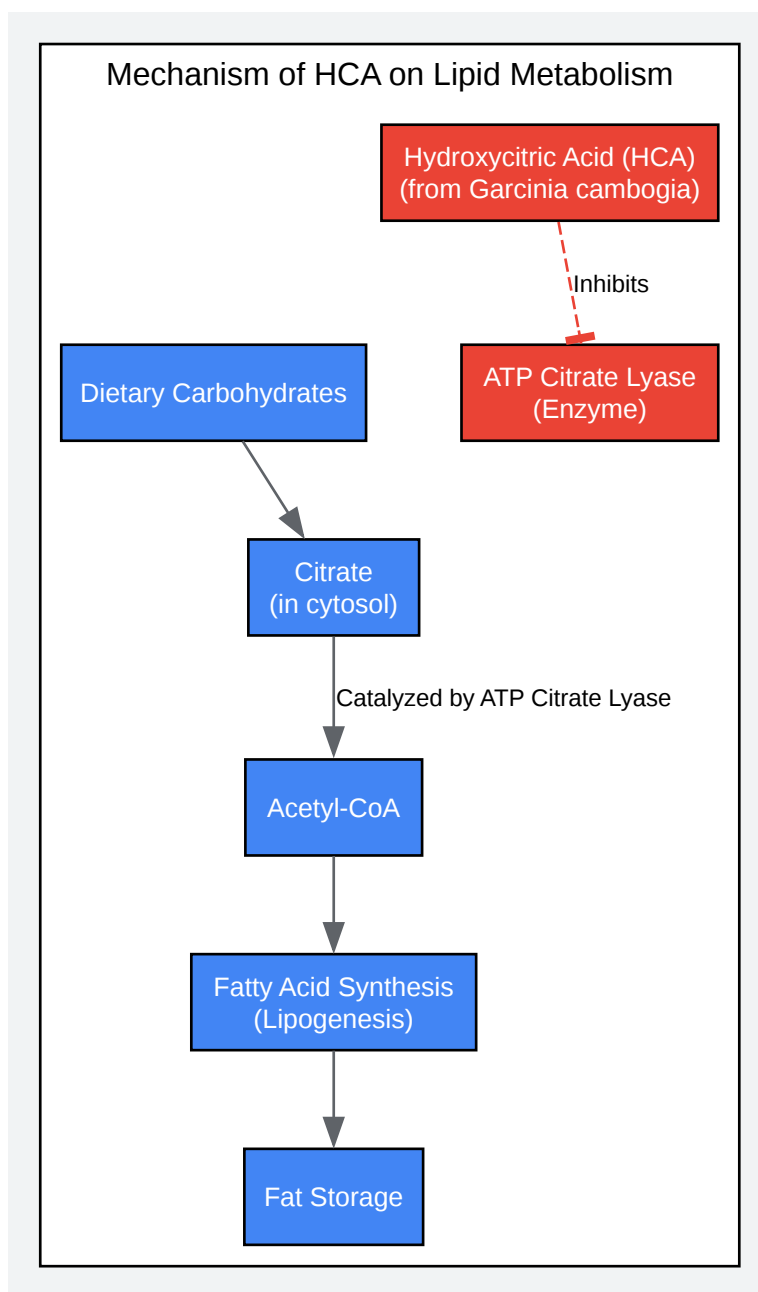 Mechanism of HCA on Lipid Metabolism
Hydroxycitric Acid (HCA)
(from Garcinia cambogia)
Inhibits
Dietary Carbohydrates
ATP Citrate Lyase
(Enzyme)
Citrate
(in cytosol)
Catalyzed by ATP Citrate Lyase
Acetyl-CoA
Fatty Acid Synthesis
(Lipogenesis)
Fat Storage